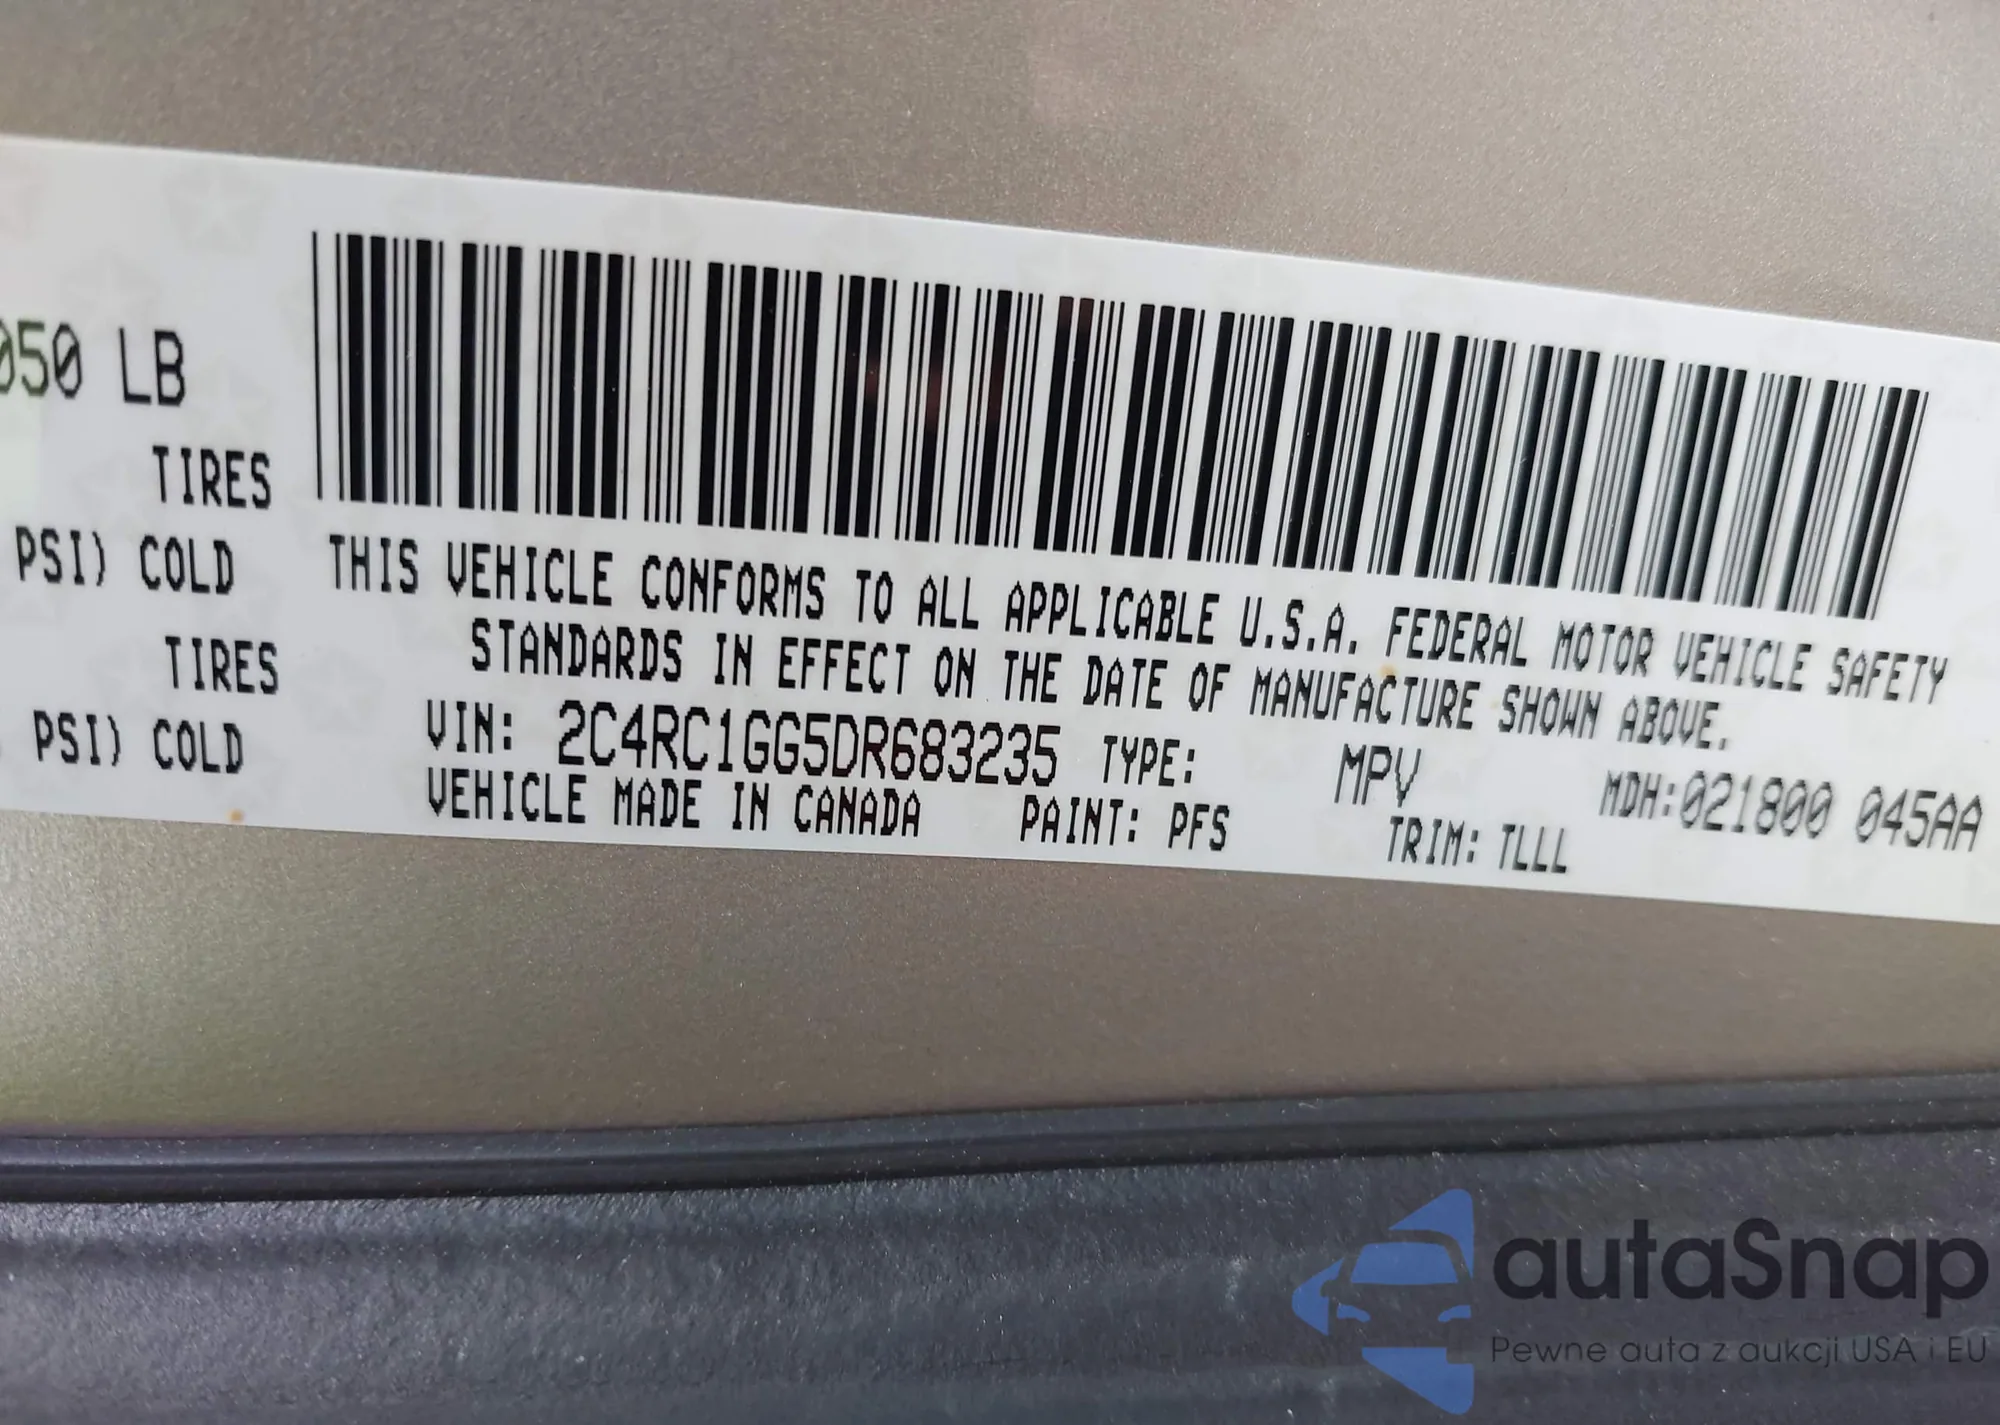 050 LB
TIRES
PSI) COLD
TIRES
PSI) COLD
THIS VEHICLE CONFORMS TO ALL APPLICABLE U.S.A. FEDERAL MOTOR VEHICLE SAFETY
STANDARDS IN EFFECT ON THE DATE OF MANUFACTURE SHOWN ABOVE.
VIN: 2C4RC1GG5DR683235 TYPE: MPV MDH:021800 045AA
VEHICLE MADE IN CANADA PAINT: PFS TRIM: TLLL
autaSnap
Pewne auta z aukcji USA i EU